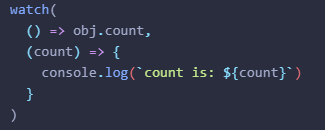 watch(
  () => obj.count,
  (count) => {
    console.log(`count is: ${count}`)
  }
)